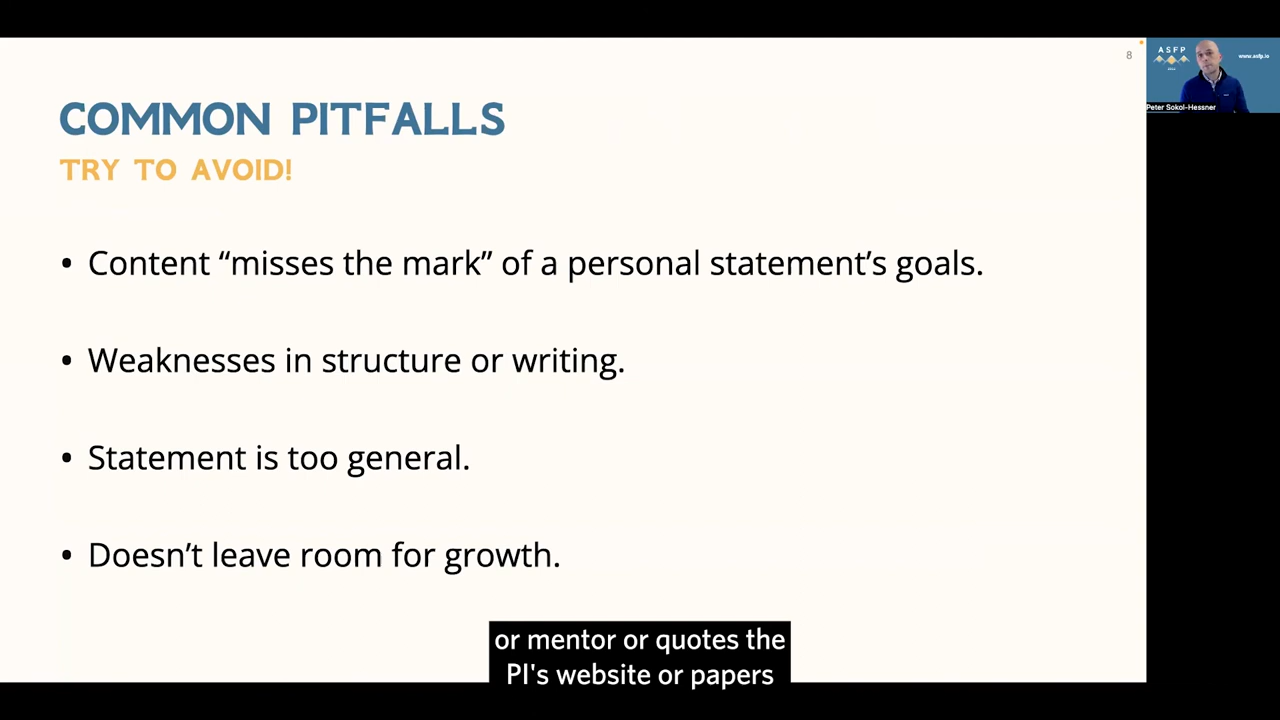 8
COMMON PITFALLS
TRY TO AVOID!
• Content “misses the mark” of a personal statement’s goals.
• Weaknesses in structure or writing.
• Statement is too general.
• Doesn’t leave room for growth.
or mentor or quotes the
PI's website or papers
ASFP
www.asfp.io
Peter Sokol-Hessner